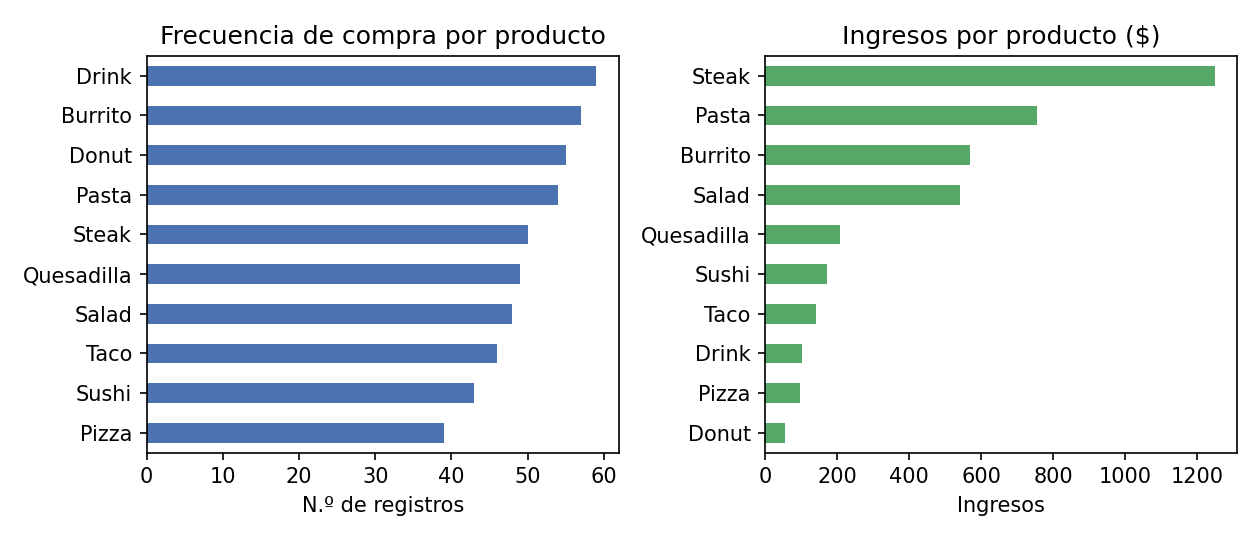 Frecuencia de compra por producto
Drink
Burrito
Donut
Pasta
Steak
Quesadilla
Salad
Taco
Sushi
Pizza
0 10 20 30 40 50 60
N.º de registros
Ingresos por producto ($)
Steak
Pasta
Burrito
Salad
Quesadilla
Sushi
Taco
Drink
Pizza
Donut
0 200 400 600 800 1000 1200
Ingresos